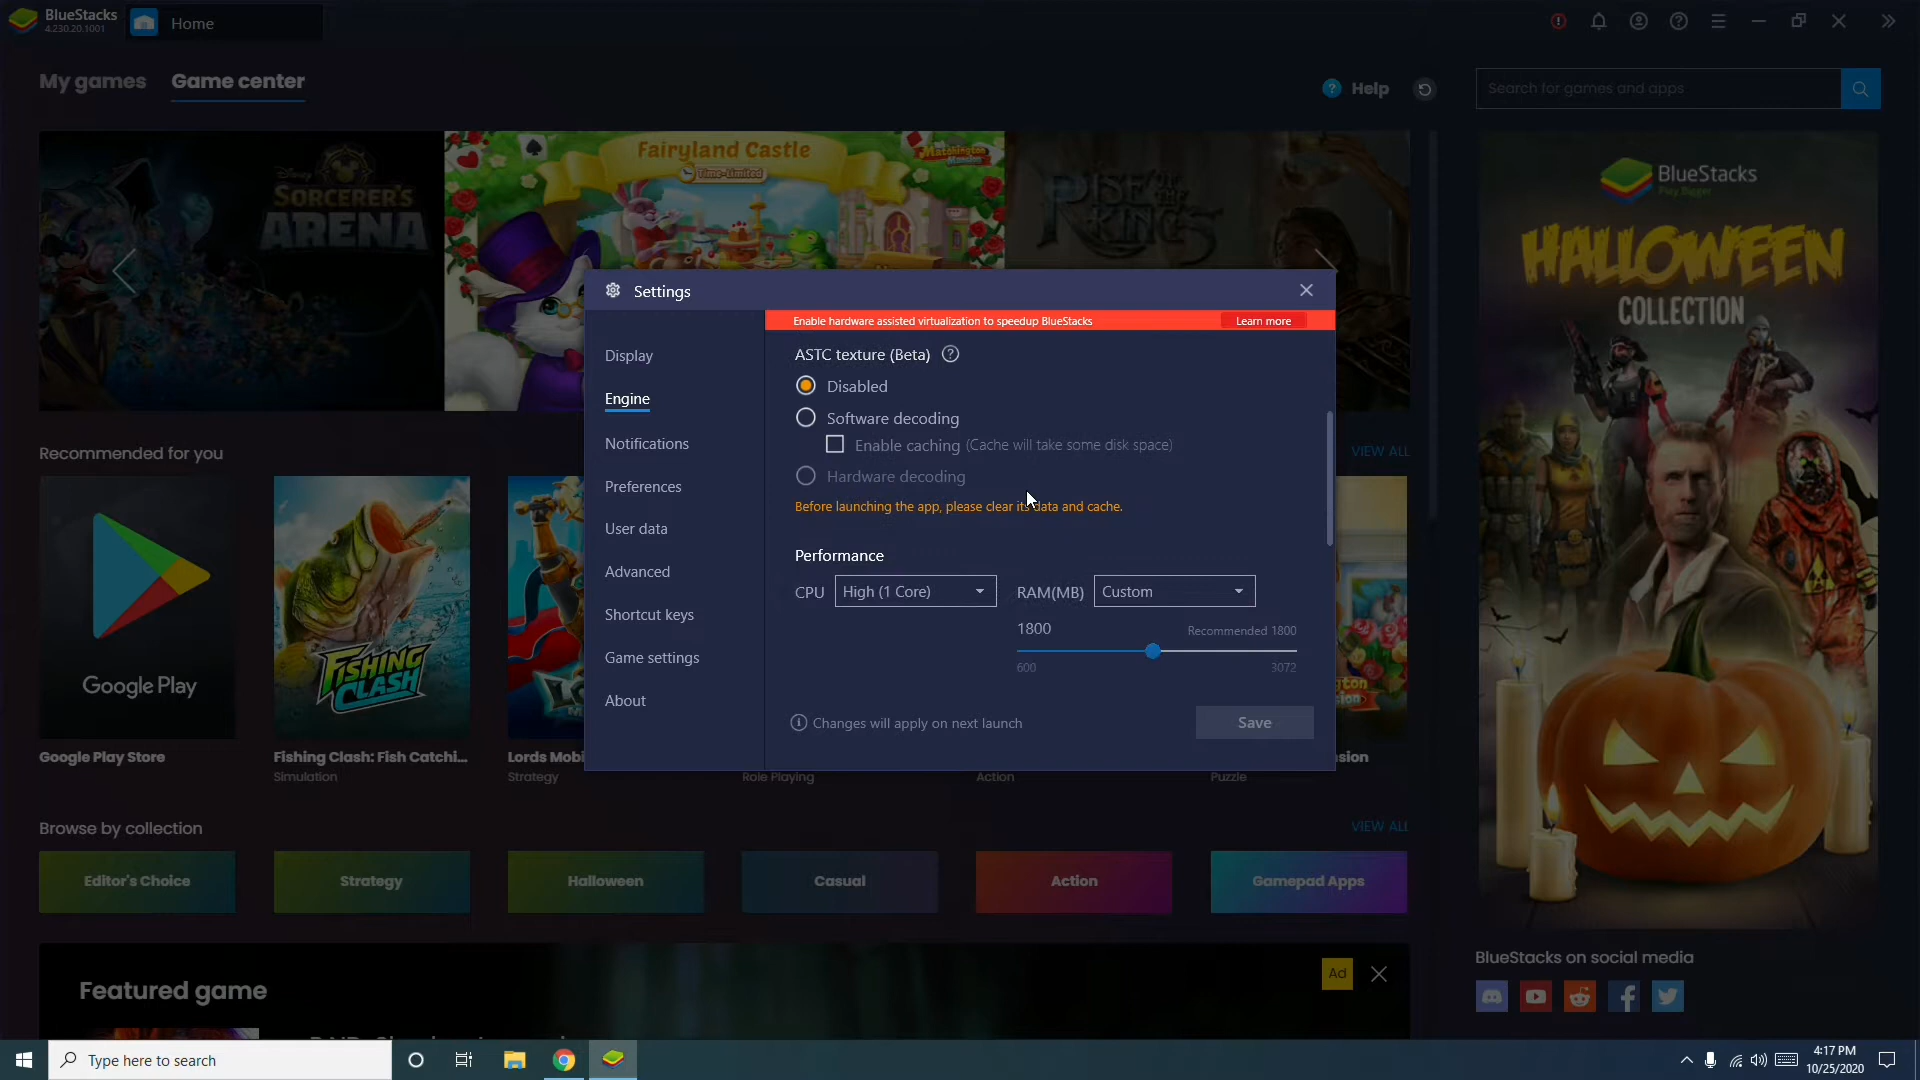 BlueStacks
4.230.20.1001
Home
My games
Game center
Help
Search for games and apps
Disney
SORCERER'S
ARENA
Fairyland Castle
Time-Limited
Matchington
Mansion
RISE OF THE
KINGS
BlueStacks
Play Bigger
HALLOWEEN
COLLECTION
Settings
Enable hardware assisted virtualization to speedup BlueStacks
Learn more
Display
Engine
Notifications
Preferences
User data
Advanced
Shortcut keys
Game settings
About
ASTC texture (Beta)
Disabled
Software decoding
Enable caching (Cache will take some disk space)
Hardware decoding
Before launching the app, please clear its data and cache.
Performance
CPU
High (1 Core)
RAM(MB)
Custom
1800
Recommended 1800
600
3072
Changes will apply on next launch
Save
Recommended for you
VIEW ALL
Google Play
FISHING
CLASH
Google Play Store
Fishing Clash: Fish Catchi...
Simulation
Lords Mobi
Strategy
Role Playing
Action
Puzzle
Browse by collection
VIEW ALL
Editor's Choice
Strategy
Halloween
Casual
Action
Gamepad Apps
Featured game
Ad
BlueStacks on social media
Type here to search
4:17 PM
10/25/2020